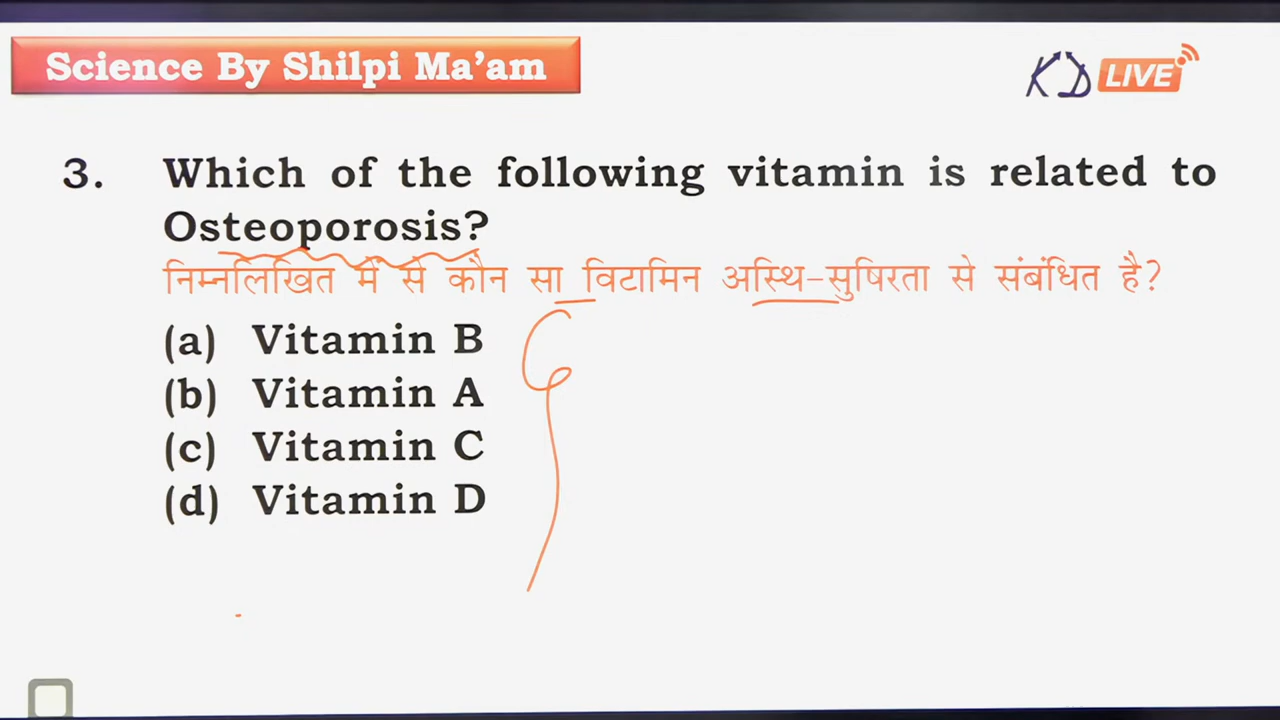 Science By Shilpi Ma'am
KD LIVE
3. Which of the following vitamin is related to
Osteoporosis?
निम्नलिखित में से कौन सा विटामिन अस्थि-सुषिरता से संबंधित है?
(a) Vitamin B
(b) Vitamin A
(c) Vitamin C
(d) Vitamin D